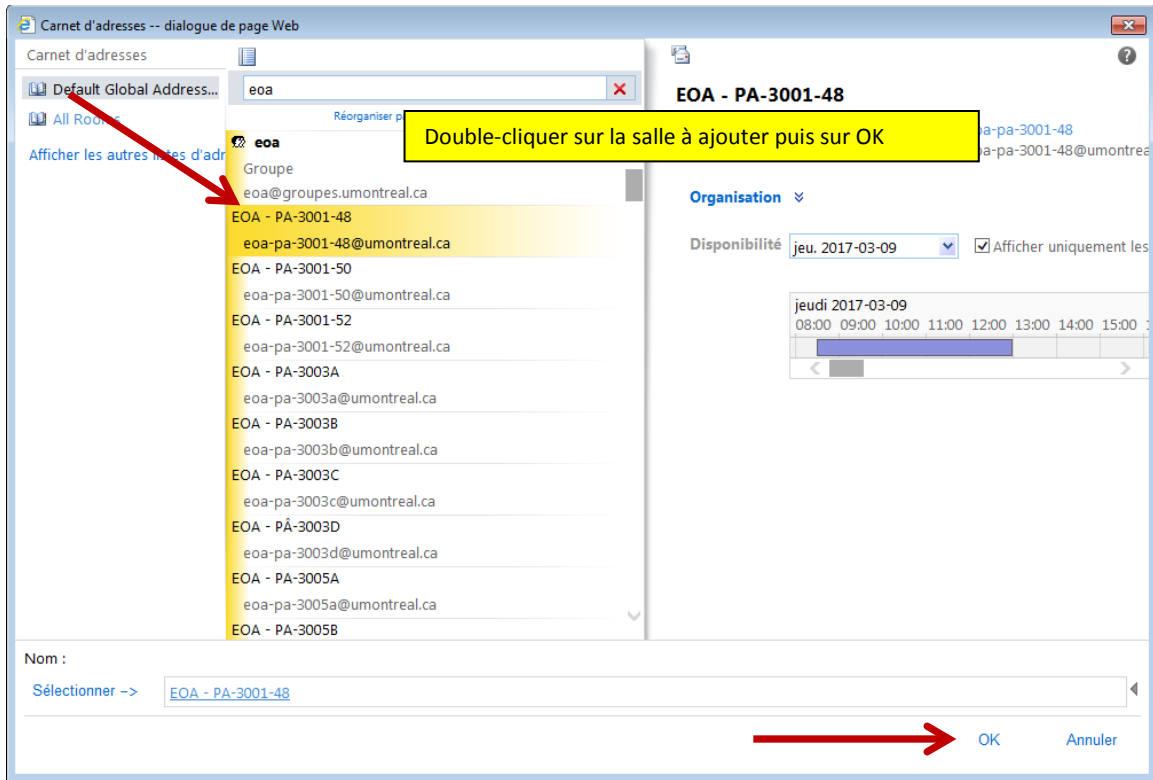 Carnet d'adresses -- dialogue de page Web
Carnet d'adresses
Default Global Address...
All Rooms
Afficher les autres listes d'adr
eoa
Réorganiser
eoa
Groupe
eoa@groupes.umontreal.ca
EOA - PA-3001-48
eoa-pa-3001-48@umontreal.ca
EOA - PA-3001-50
eoa-pa-3001-50@umontreal.ca
EOA - PA-3001-52
eoa-pa-3001-52@umontreal.ca
EOA - PA-3003A
eoa-pa-3003a@umontreal.ca
EOA - PA-3003B
eoa-pa-3003b@umontreal.ca
EOA - PA-3003C
eoa-pa-3003c@umontreal.ca
EOA - PÂ-3003D
eoa-pa-3003d@umontreal.ca
EOA - PA-3005A
eoa-pa-3005a@umontreal.ca
EOA - PA-3005B
EOA - PA-3001-48
Double-cliquer sur la salle à ajouter puis sur OK
oa-pa-3001-48
oa-pa-3001-48@umontrea
Organisation
Disponibilité jeu. 2017-03-09 Afficher uniquement les
jeudi 2017-03-09
08:00 09:00 10:00 11:00 12:00 13:00 14:00 15:00
Nom :
Sélectionner –> EOA - PA-3001-48
OK Annuler